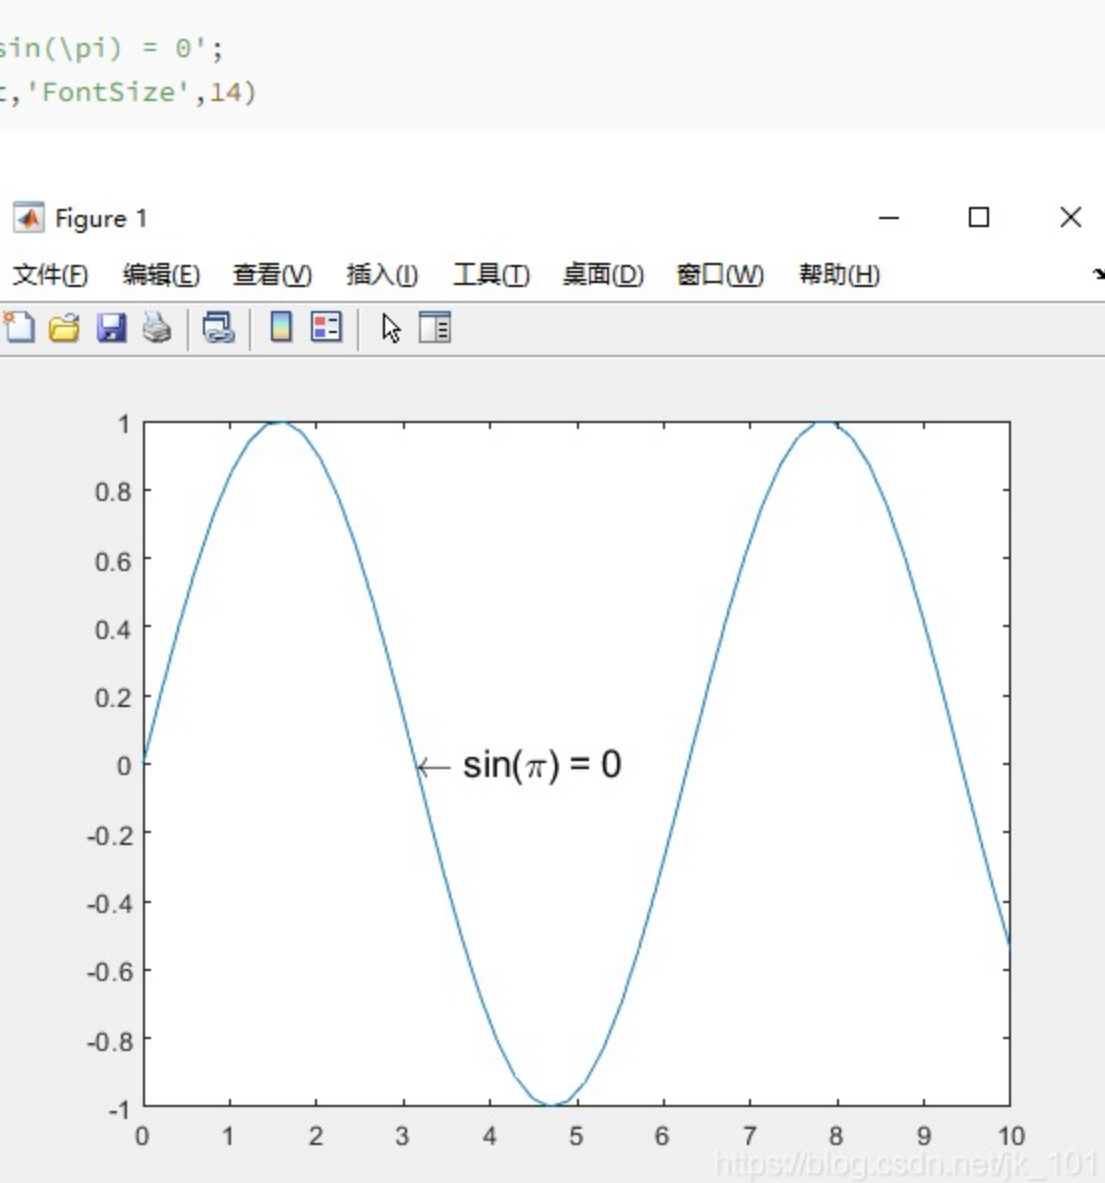 sin(\pi) = 0';
t,'FontSize',14)
Figure 1
文件(F) 编辑(E) 查看(V) 插入(I) 工具(T) 桌面(D) 窗口(W) 帮助(H)
1
0.8
0.6
0.4
0.2
0
-0.2
-0.4
-0.6
-0.8
-1
← sin(π) = 0
0 1 2 3 4 5 6 7 8 9 10
https://blog.csdn.net/jk_101